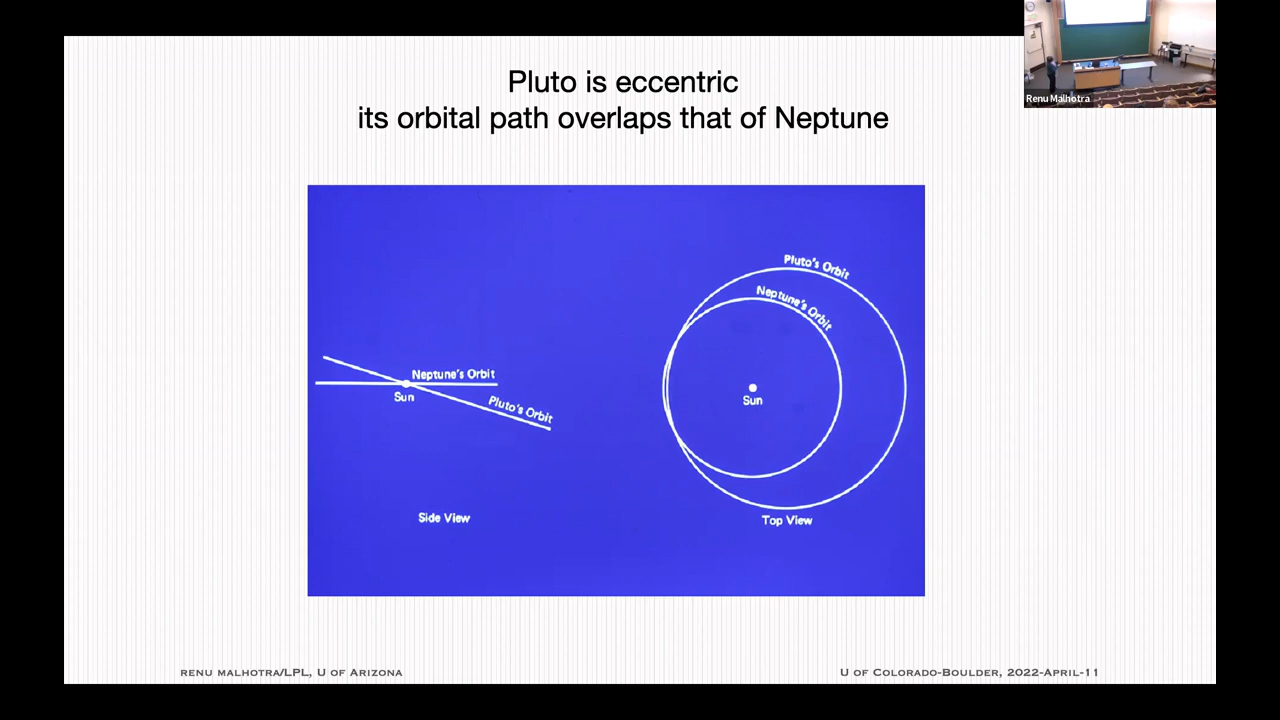 Pluto is eccentric
its orbital path overlaps that of Neptune
Renu Malhotra
Neptune's Orbit
Sun
Pluto's Orbit
Side View
Pluto's Orbit
Neptune's Orbit
Sun
Top View
RENU MALHOTRA/LPL, U OF ARIZONA
U OF COLORADO-BOULDER, 2022-APRIL-11